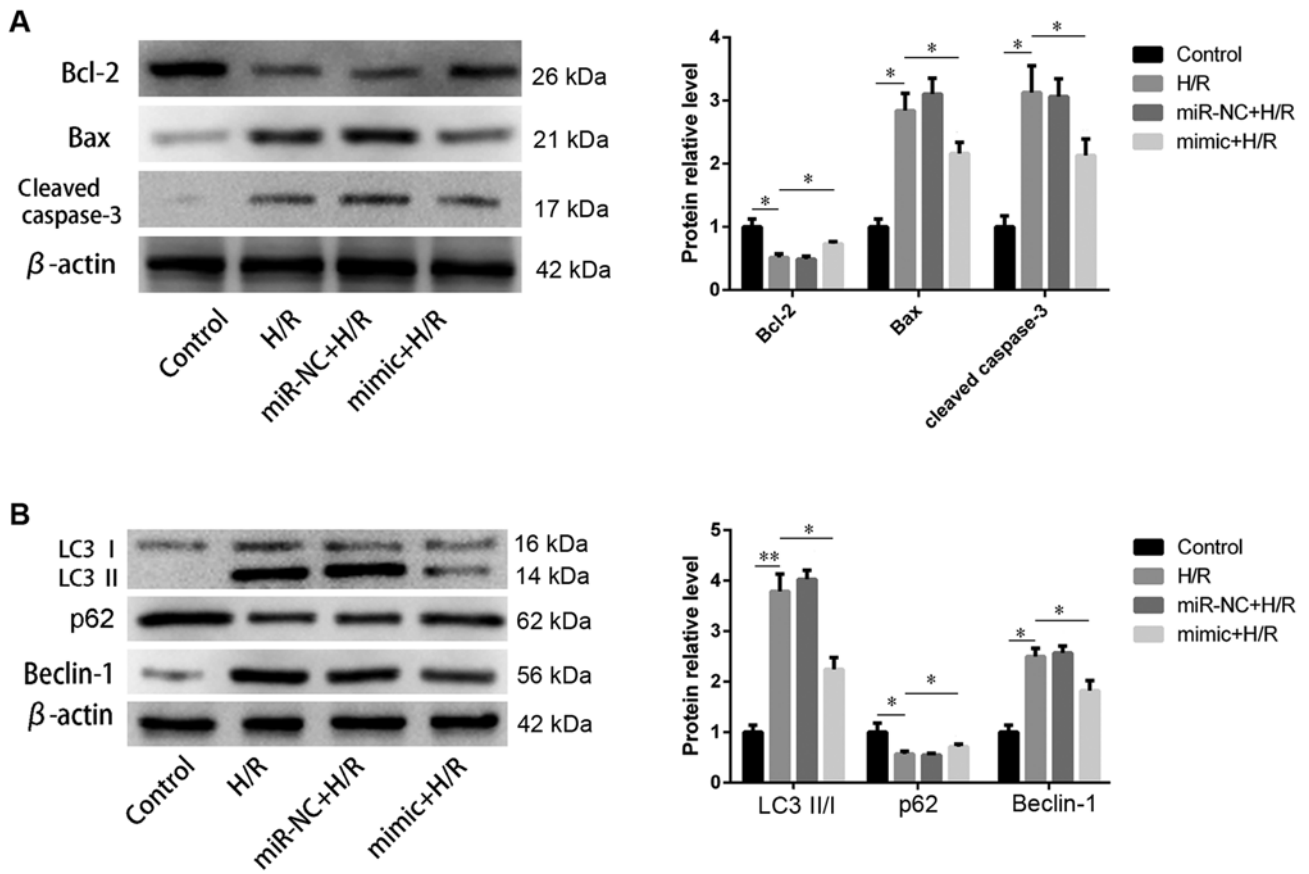 A
Bcl-2
26 kDa
Bax
21 kDa
Cleaved
caspase-3
17 kDa
β-actin
42 kDa
Control
H/R
miR-NC+H/R
mimic+H/R
Protein relative level
4
3
2
1
0
*
*
*
*
*
*
Bcl-2
Bax
cleaved caspase-3
Control
H/R
miR-NC+H/R
mimic+H/R
B
LC3 I
16 kDa
LC3 II
14 kDa
p62
62 kDa
Beclin-1
56 kDa
β-actin
42 kDa
Control
H/R
miR-NC+H/R
mimic+H/R
Protein relative level
5
4
3
2
1
0
**
*
*
*
*
*
LC3 II/I
p62
Beclin-1
Control
H/R
miR-NC+H/R
mimic+H/R